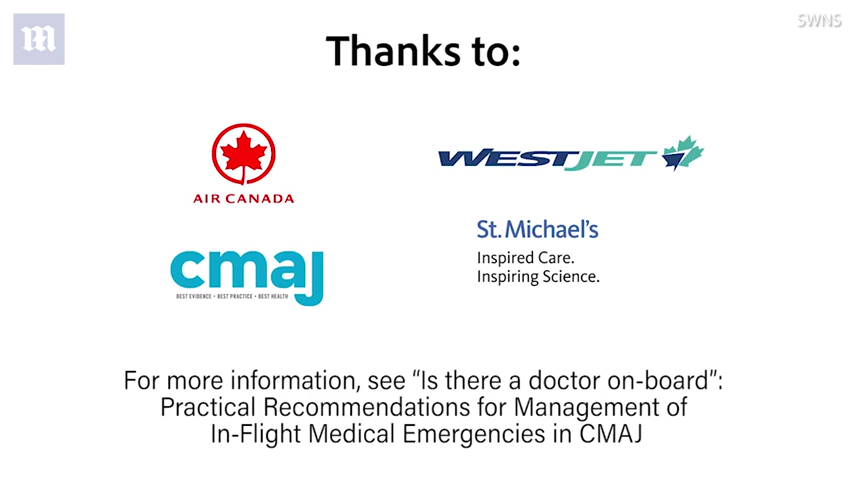 SWNS
Thanks to:
AIR CANADA
WESTJET
cmaj
BEST EVIDENCE • BEST PRACTICE • BEST HEALTH
St. Michael's
Inspired Care.
Inspiring Science.
For more information, see “Is there a doctor on-board”:
Practical Recommendations for Management of
In-Flight Medical Emergencies in CMAJ